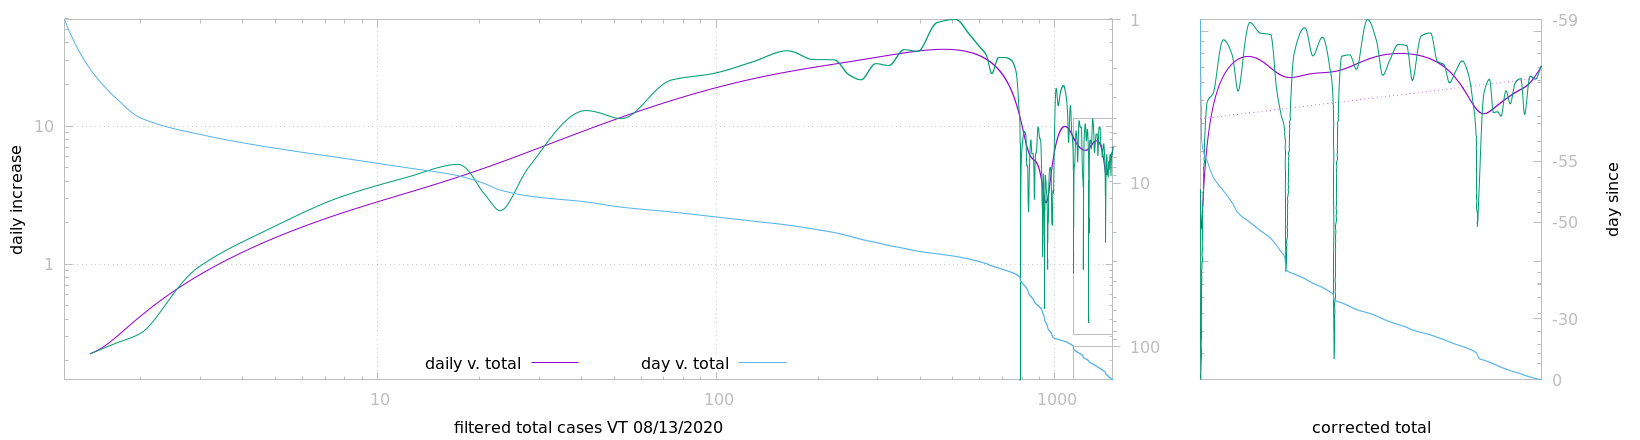 daily increase
10
1
daily v. total
day v. total
10
100
1000
filtered total cases VT 08/13/2020
1
10
100
-59
-55
-50
-30
0
day since
corrected total